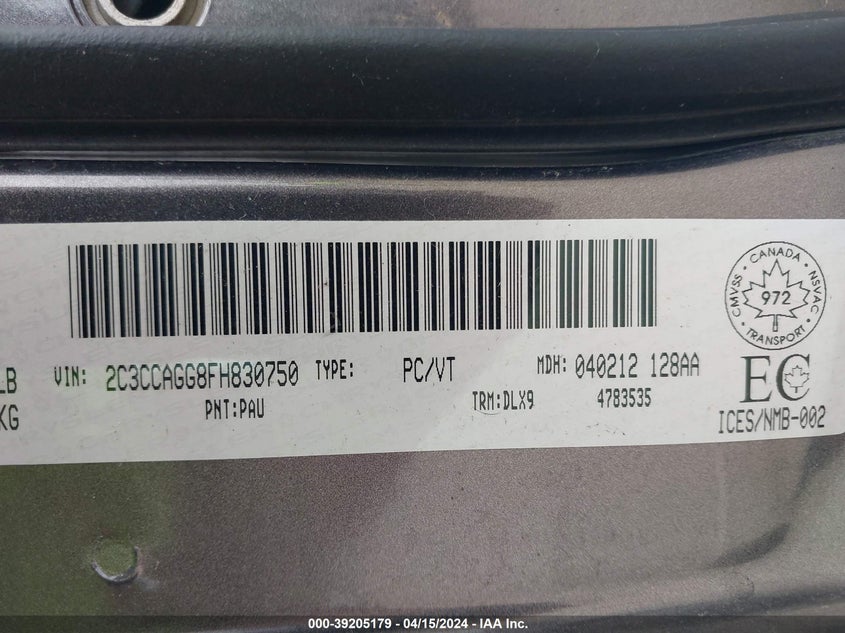 CMVSS • CANADA • NSVAC
972
TRANSPORT
LB VIN: 2C3CCAGG8FH830750 TYPE: PC/VT MDH: 040212 128AA
KG PNT:PAU TRM:DLX9 4783535
EC
ICES/NMB-002
000-39205179 - 04/15/2024 - IAA Inc.